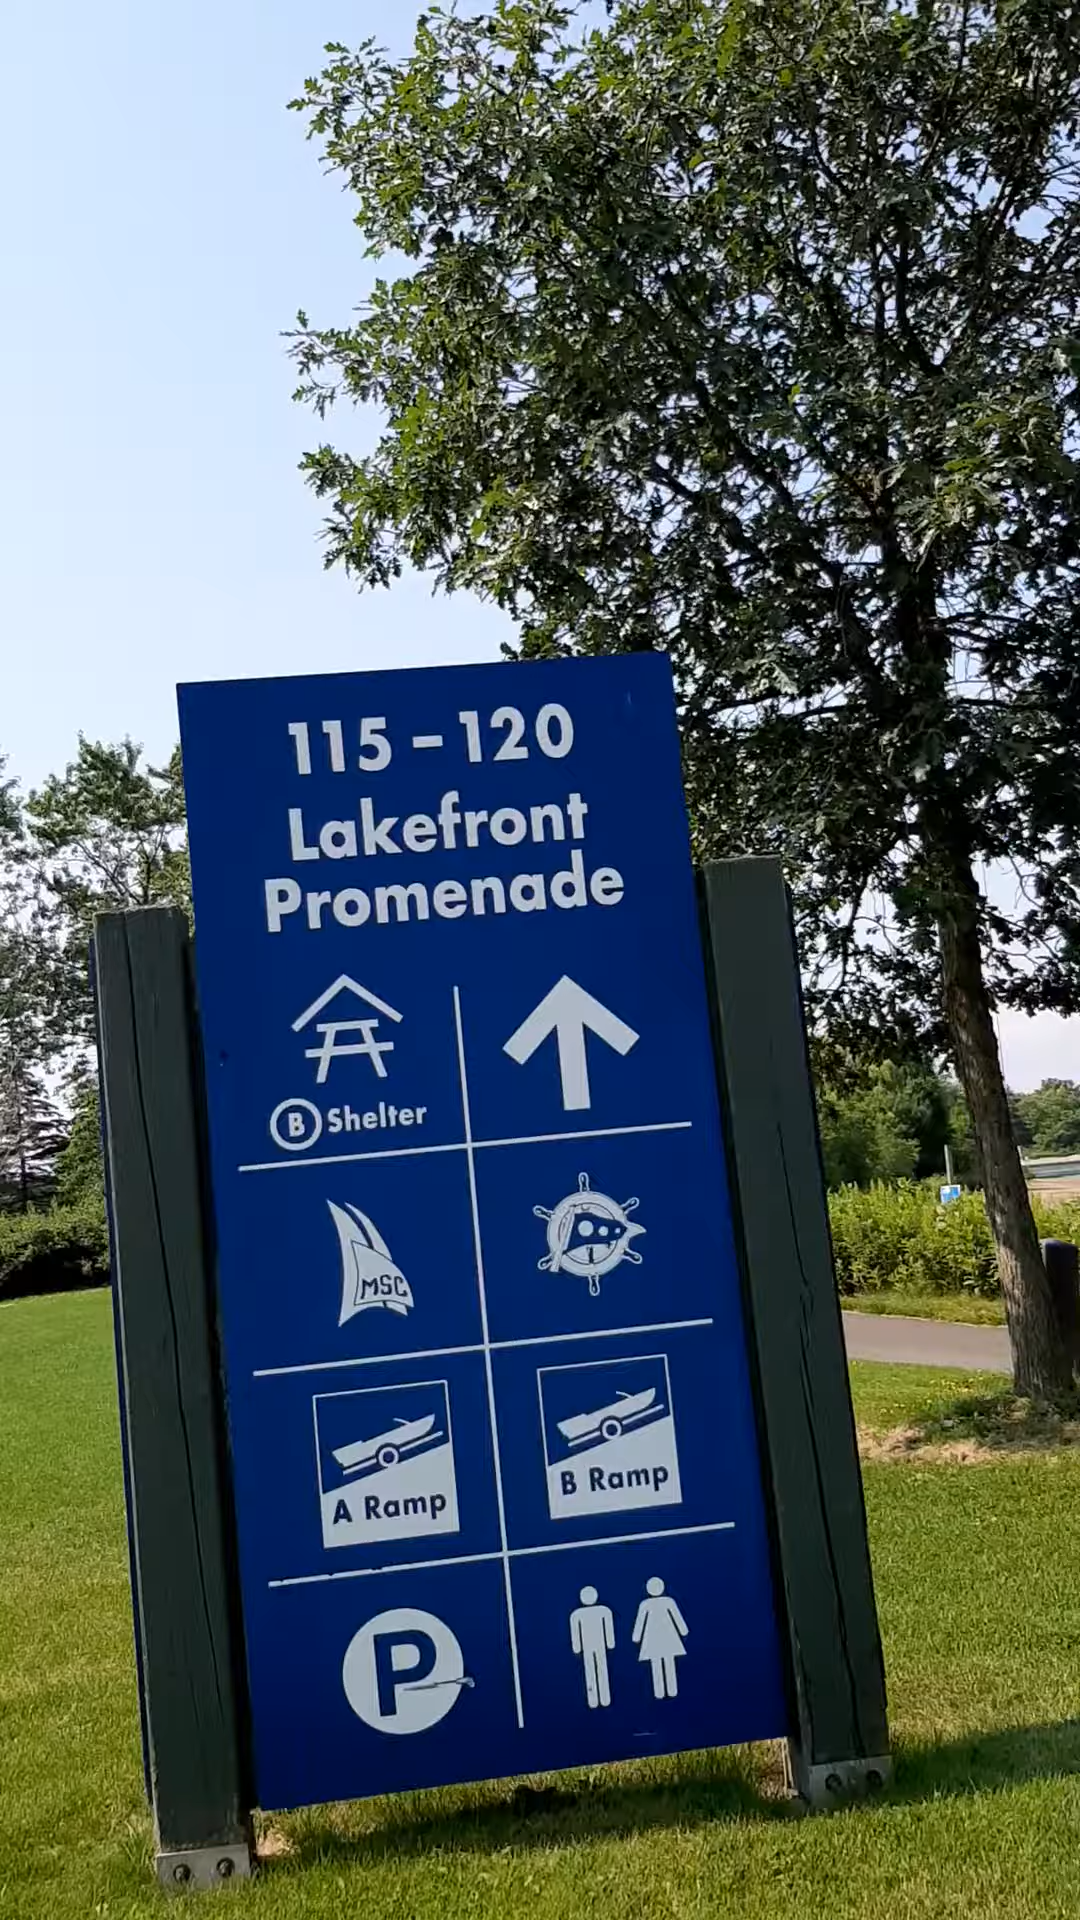 115 – 120
Lakefront
Promenade
B Shelter
MSC
A Ramp
B Ramp
P